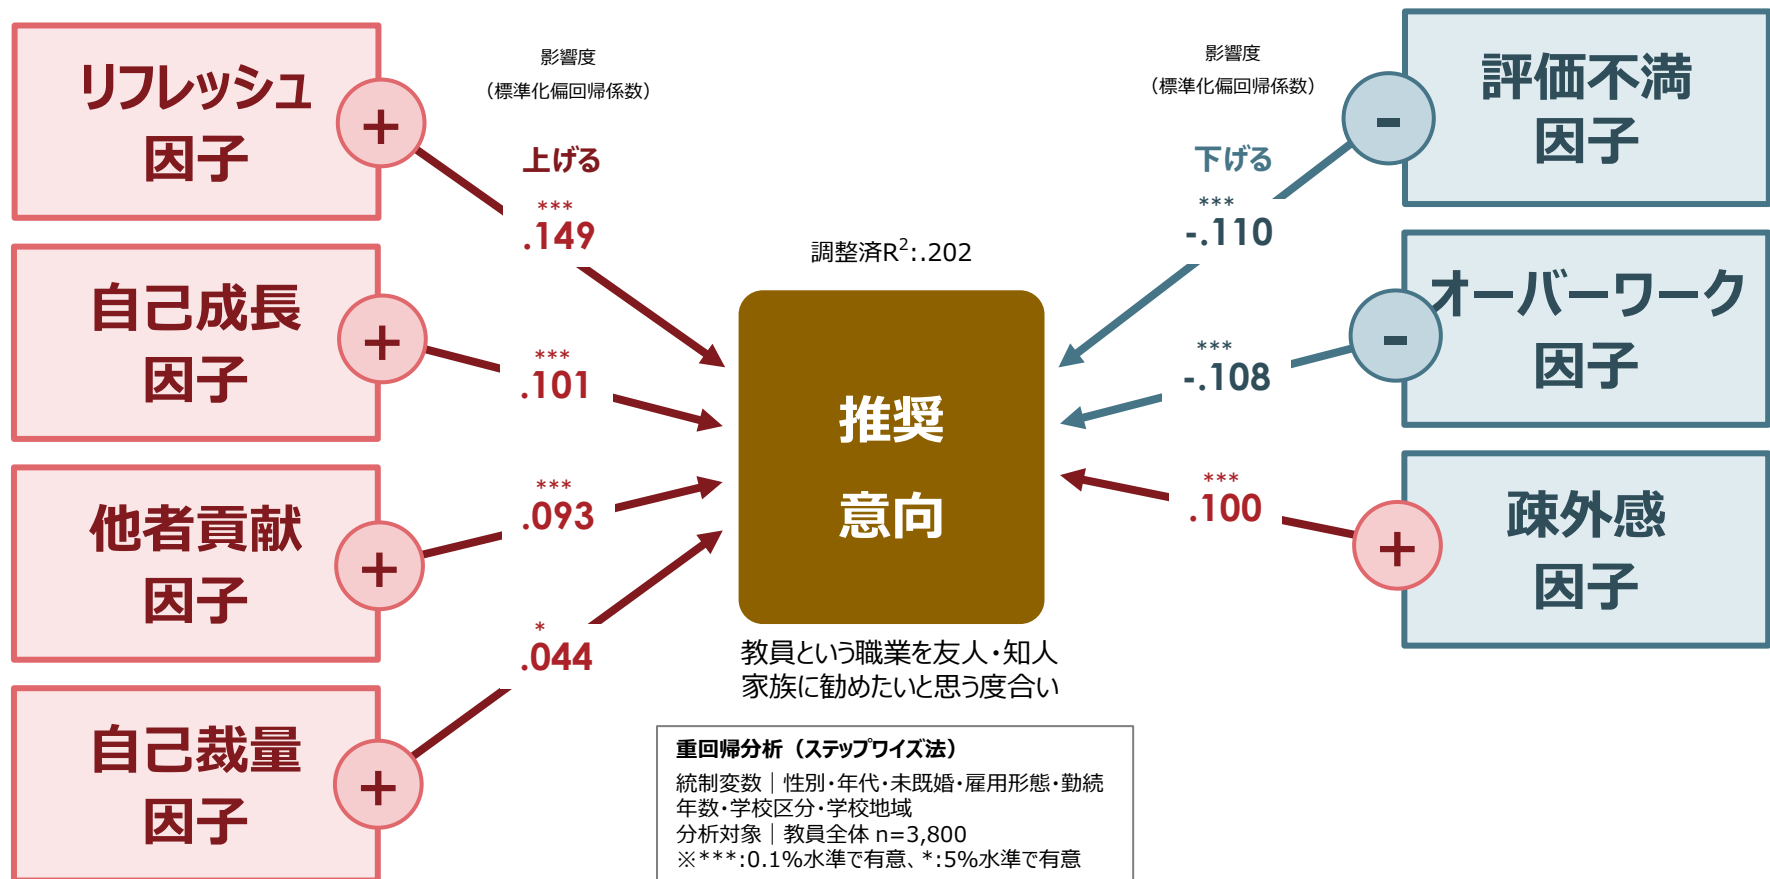 リフレッシュ
因子
+
影響度
（標準化偏回帰係数）
上げる
***
.149
自己成長
因子
+
***
.101
他者貢献
因子
+
***
.093
自己裁量
因子
+
*
.044
調整済R²:.202
推奨
意向
教員という職業を友人・知人
家族に勧めたいと思う度合い
影響度
（標準化偏回帰係数）
下げる
***
-.110
-
評価不満
因子
***
-.108
-
オーバーワーク
因子
***
.100
+
疎外感
因子
重回帰分析（ステップワイズ法）
統制変数｜性別・年代・未既婚・雇用形態・勤続
年数・学校区分・学校地域
分析対象｜教員全体 n=3,800
※***:0.1%水準で有意、*:5%水準で有意